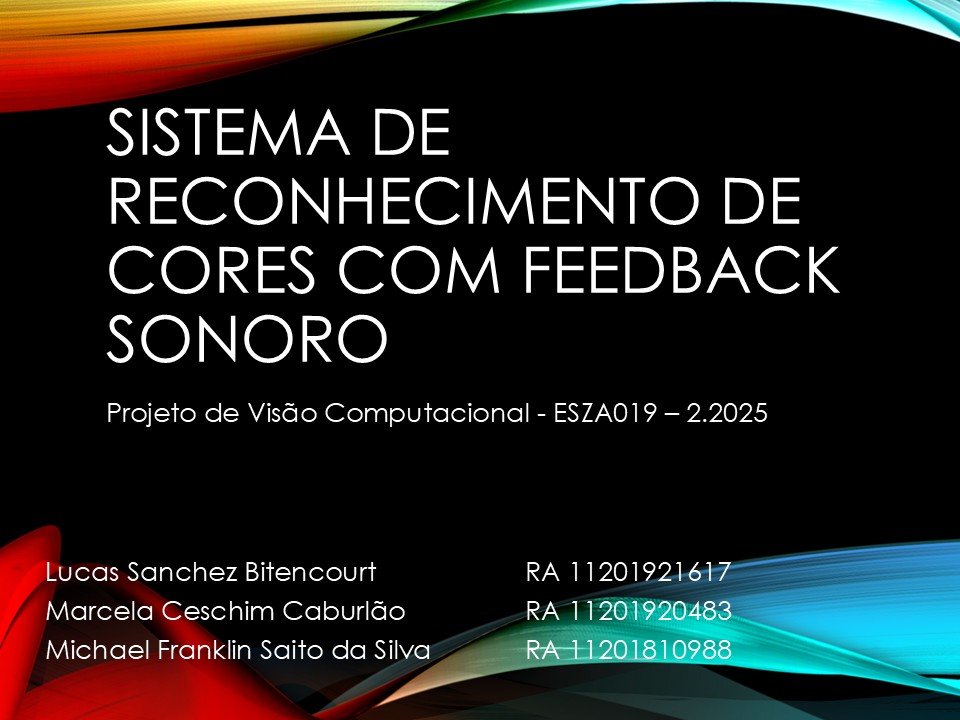 SISTEMA DE
RECONHECIMENTO DE
CORES COM FEEDBACK
SONORO
Projeto de Visão Computacional - ESZA019 – 2.2025
Lucas Sanchez Bitencourt RA 11201921617
Marcela Ceschim Caburlão RA 11201920483
Michael Franklin Saito da Silva RA 11201810988